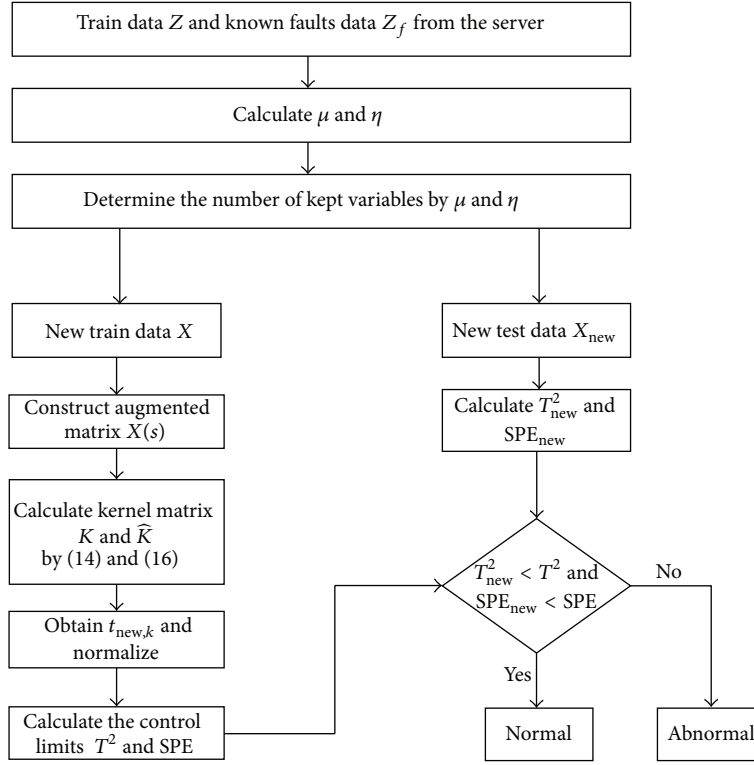 Train data Z and known faults data Z_f from the server
Calculate μ and η
Determine the number of kept variables by μ and η
New train data X
New test data X_new
Construct augmented
matrix X(s)
Calculate T²_new and
SPE_new
Calculate kernel matrix
K and K̂
by (14) and (16)
T²_new < T² and
SPE_new < SPE
No
Obtain t_new,k and
normalize
Yes
Calculate the control
limits T² and SPE
Normal
Abnormal